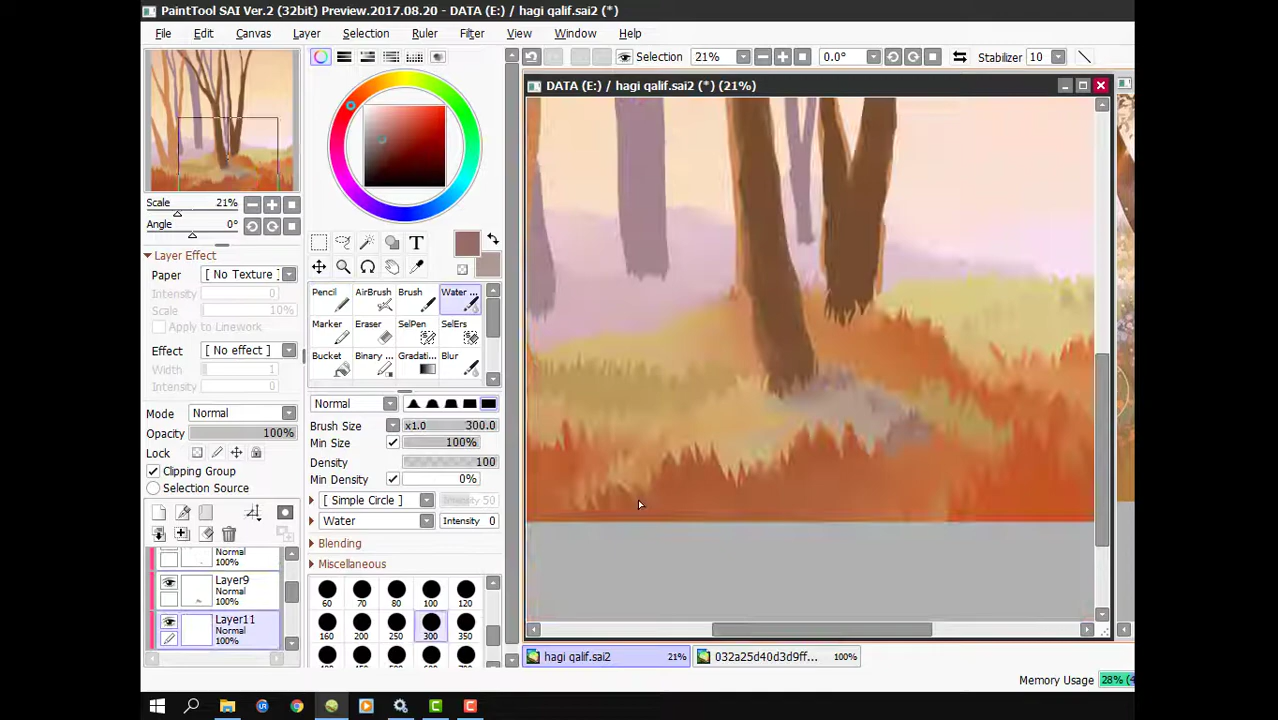 PaintTool SAI Ver.2 (32bit) Preview.2017.08.20 - DATA (E:) / hagi qalif.sai2 (*)
File Edit Canvas Layer Selection Ruler Filter View Window Help
Selection 21% 0.0° Stabilizer 10
DATA (E:) / hagi qalif.sai2 (*) (21%)
Scale 21%
Angle 0°
Layer Effect
Paper [ No Texture ]
Intensity 0
Scale 10%
Apply to Linework
Effect [ No effect ]
Width 1
Intensity 0
Mode Normal
Opacity 100%
Lock
Clipping Group
Selection Source
Normal
100%
Layer9
Normal
100%
Layer11
Normal
100%
T
Pencil AirBrush Brush Water ...
Marker Eraser SelPen SelErs
Bucket Binary ... Gradati... Blur
Normal
Brush Size x1.0 300.0
Min Size 100%
Density 100
Min Density 0%
[ Simple Circle ] Intensity 50
Water Intensity 0
Blending
Miscellaneous
60 70 80 100 120
160 200 250 300 350
hagi qalif.sai2 21% 032a25d40d3d9ff... 100%
Memory Usage 28%